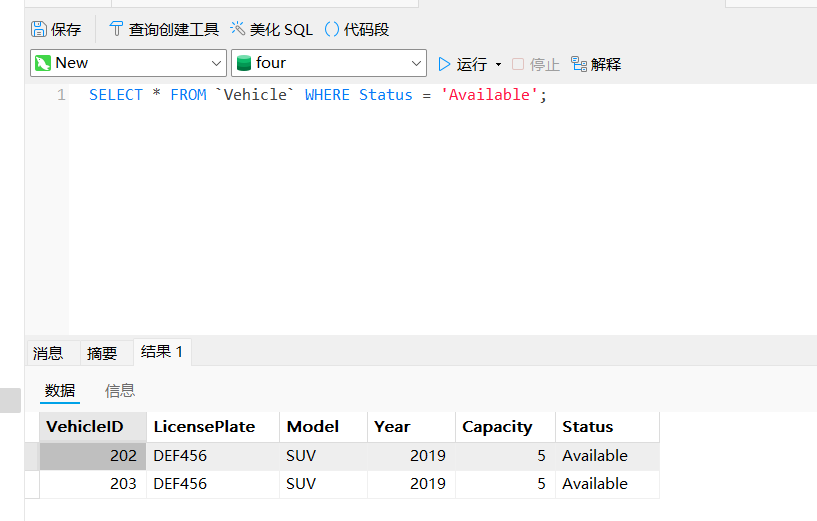 保存 查询创建工具 美化 SQL () 代码段
New four 运行 停止 解释
1 SELECT * FROM `Vehicle` WHERE Status = 'Available';
消息 摘要 结果 1
数据 信息
VehicleID LicensePlate Model Year Capacity Status
202 DEF456 SUV 2019 5 Available
203 DEF456 SUV 2019 5 Available